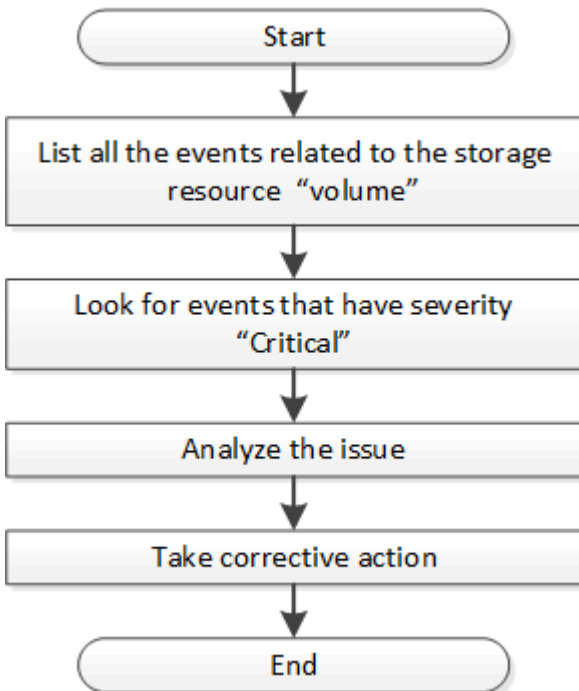 Start
List all the events related to the storage
resource “volume”
Look for events that have severity
“Critical”
Analyze the issue
Take corrective action
End